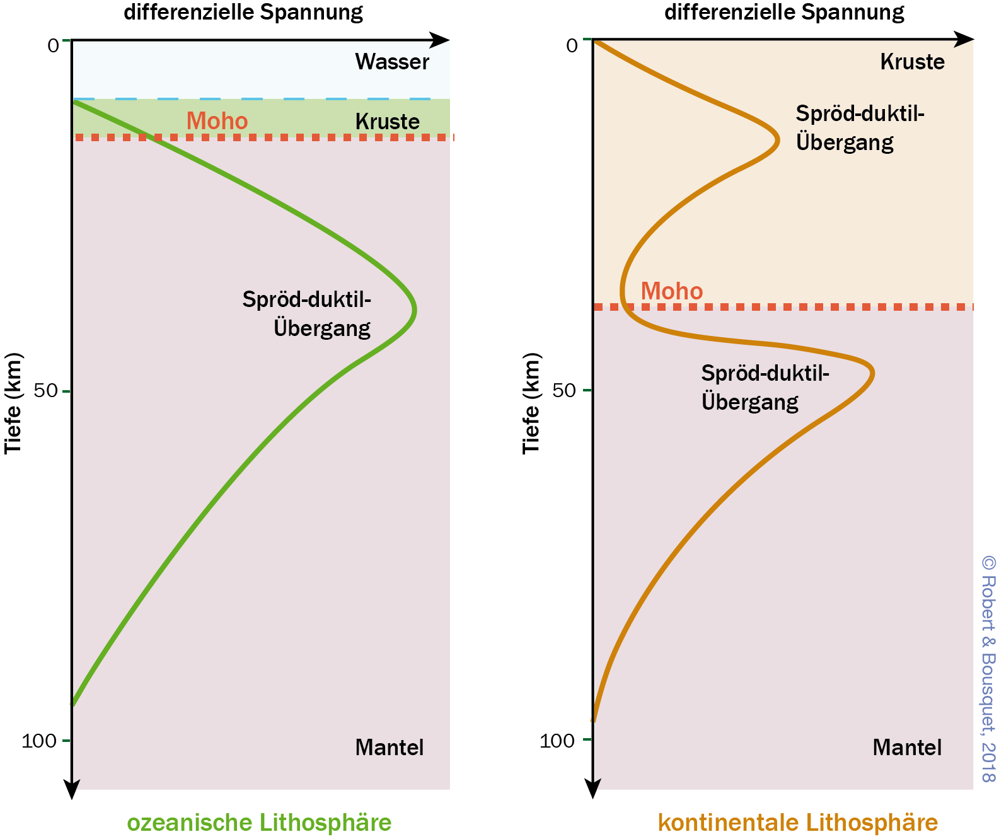 differenzielle Spannung
0
Wasser
Moho
Kruste
Spröd-duktil-
Übergang
Tiefe (km)
50
100
Mantel
ozeanische Lithosphäre
differenzielle Spannung
0
Kruste
Spröd-duktil-
Übergang
Moho
Tiefe (km)
50
Spröd-duktil-
Übergang
100
Mantel
kontinentale Lithosphäre
© Robert & Bousquet, 2018